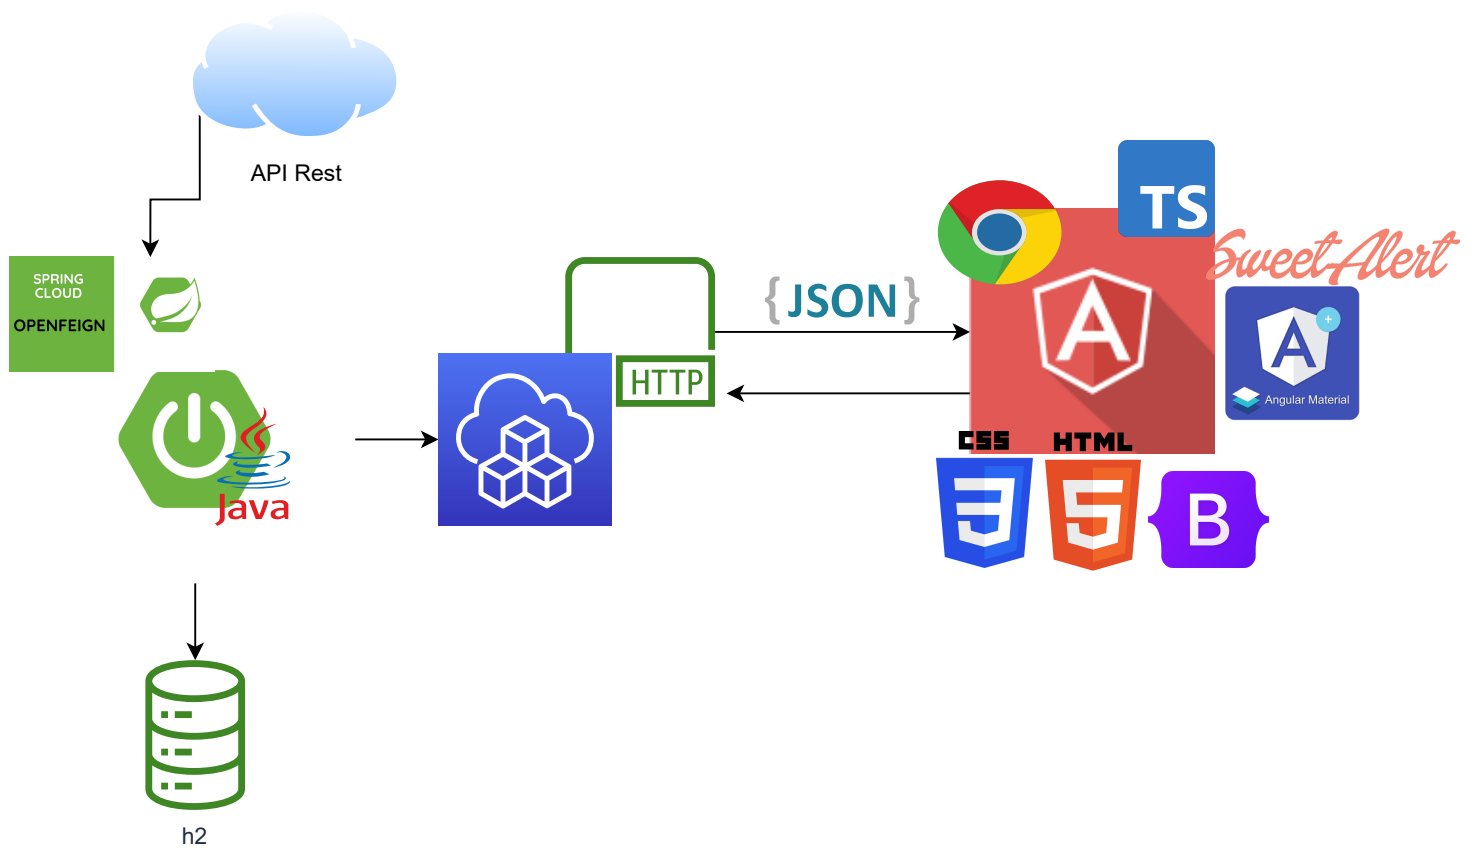 API Rest
SPRING
CLOUD
OPENFEIGN
Java
h2
HTTP
{JSON}
TS
SweetAlert
Angular Material
CSS
HTML
B